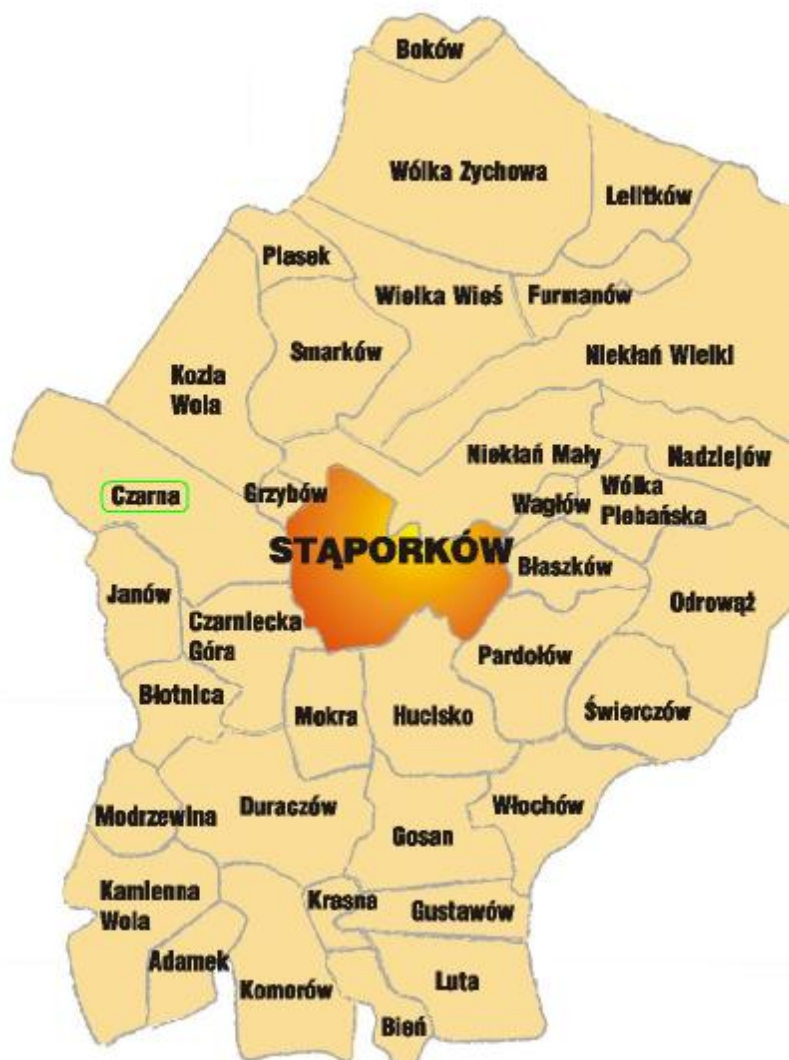 Boków
Wólka Zychowa
Lelitków
Piasek
Wielka Wieś
Furmanów
Smarków
Niekłań Wielki
Kozia
Wola
Niekłań Mały
Nadziejów
Czarna
Grzybów
Wagłów
Wólka
Plebańska
STĄPORKÓW
Błaszków
Janów
Odrowąż
Czarniecka
Góra
Pardołów
Błotnica
Mokra
Hucisko
Świerczów
Modrzewina
Duraczów
Włochów
Gosan
Kamienna
Wola
Krasna
Gustawów
Adamek
Komorów
Luta
Bień